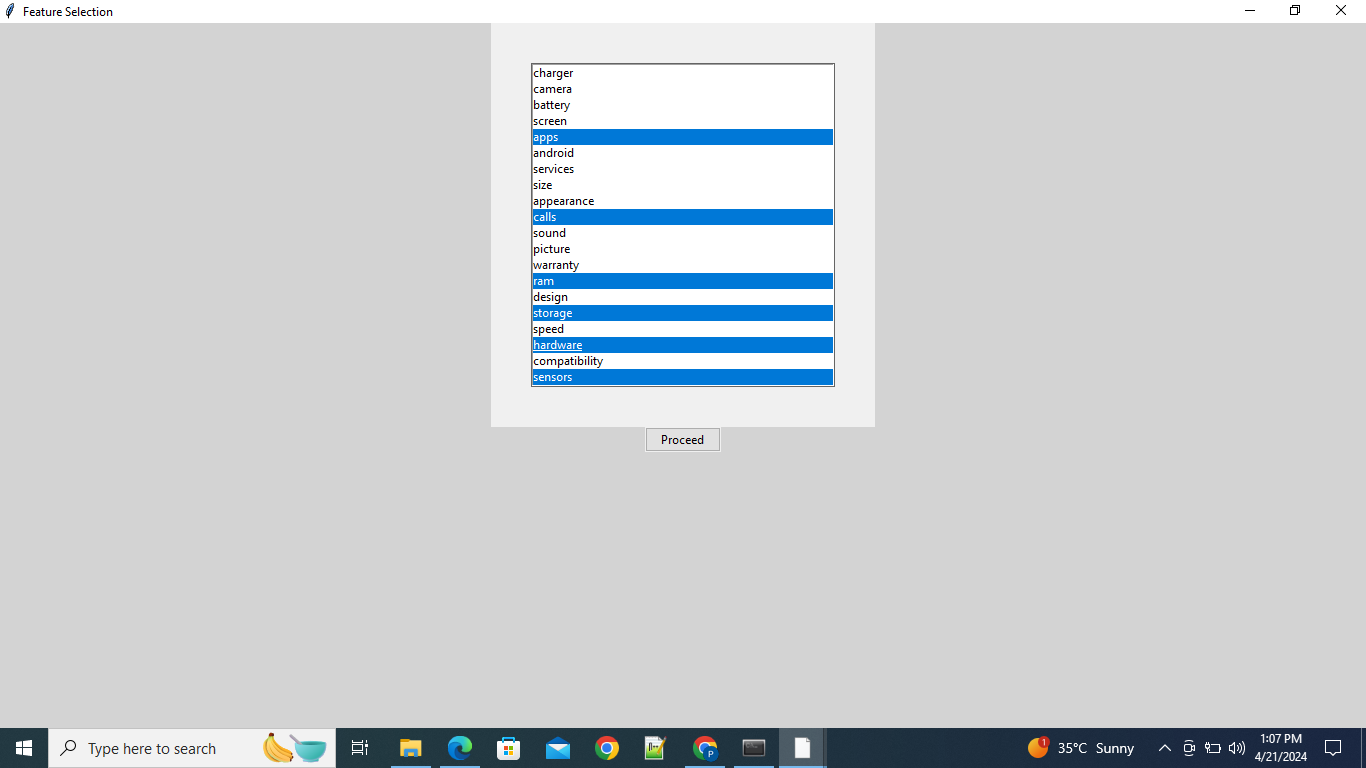 Feature Selection
charger
camera
battery
screen
apps
android
services
size
appearance
calls
sound
picture
warranty
ram
design
storage
speed
hardware
compatibility
sensors
Proceed
Type here to search
1
35°C Sunny
1:07 PM
4/21/2024